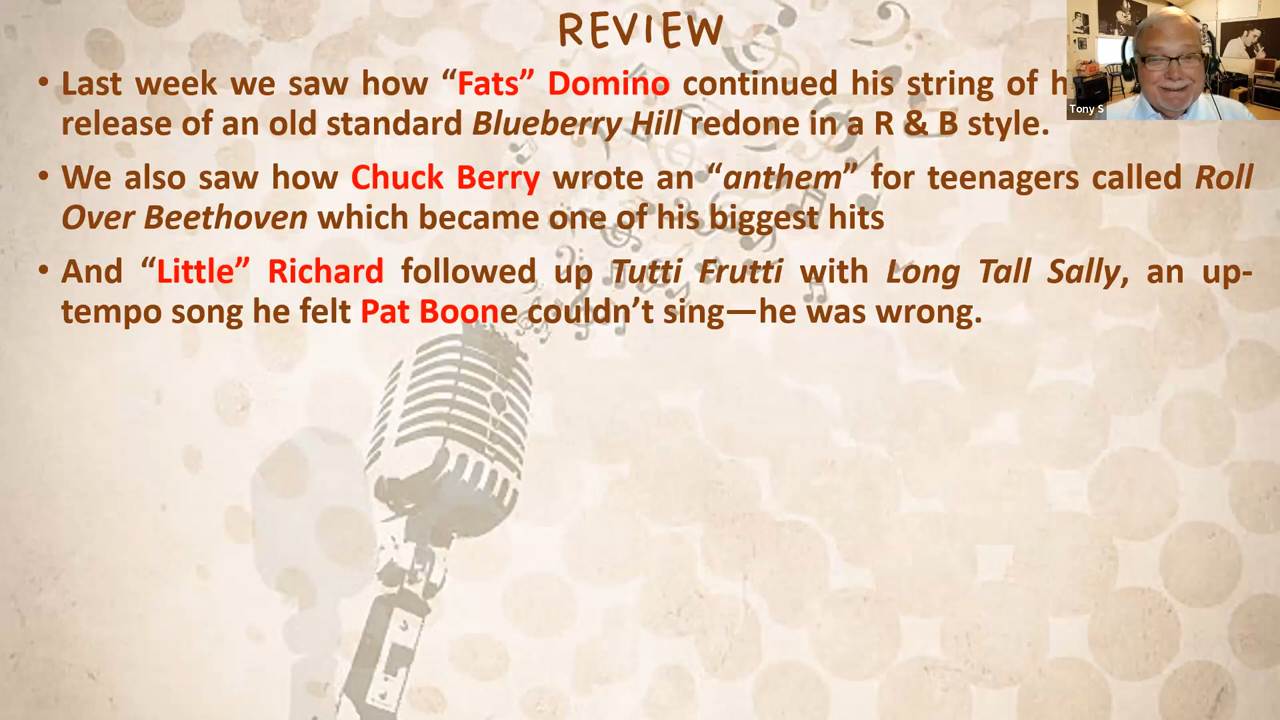 REVIEW
• Last week we saw how “Fats” Domino continued his string of
release of an old standard Blueberry Hill redone in a R & B style.
• We also saw how Chuck Berry wrote an “anthem” for teenagers called Roll
Over Beethoven which became one of his biggest hits
• And “Little” Richard followed up Tutti Frutti with Long Tall Sally, an up-
tempo song he felt Pat Boone couldn’t sing—he was wrong.
Tony S